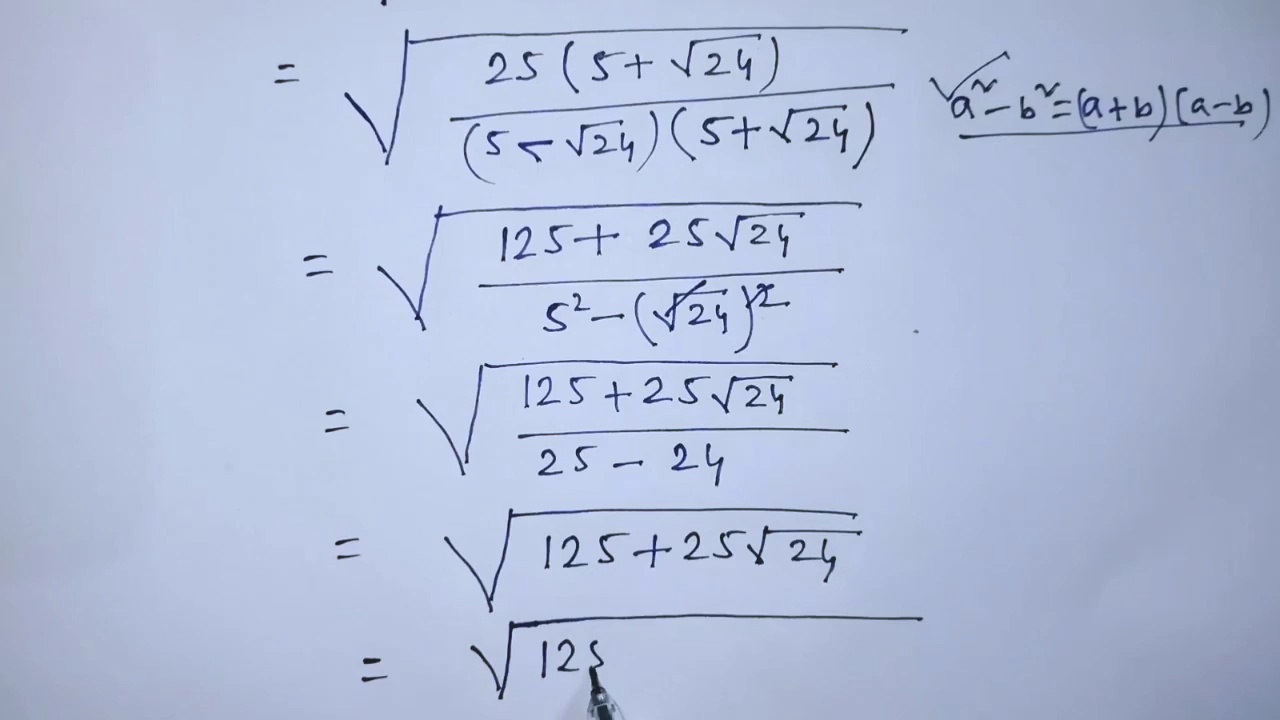 = √(25(5+√24) / (5-√24)(5+√24))
a²-b²=(a+b)(a-b)
= √(125+25√24 / 5²-(√24)²)
= √(125+25√24 / 25-24)
= √(125+25√24)
= √125